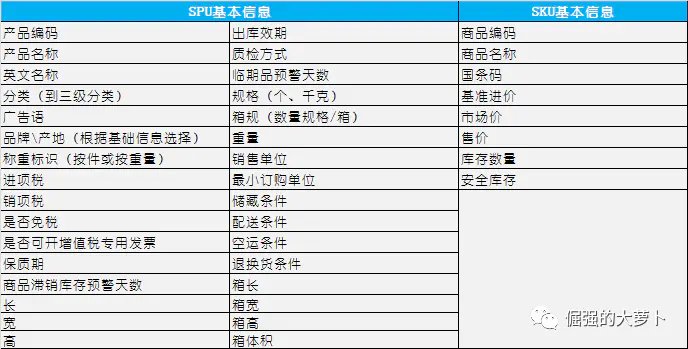 SPU基本信息 SKU基本信息
产品编码 出库效期 商品编码
产品名称 质检方式 商品名称
英文名称 临期品预警天数 国条码
分类（到三级分类） 规格（个、千克） 基准进价
广告语 箱规（数量规格/箱） 市场价
品牌\产地（根据基础信息选择） 重量 售价
称重标识（按件或按重量） 销售单位 库存数量
进项税 最小订购单位 安全库存
销项税 储藏条件
是否免税 配送条件
是否可开增值税专用发票 空运条件
保质期 退换货条件
商品滞销库存预警天数 箱长
长 箱宽
宽 箱高
高 箱体积
倔强的大萝卜